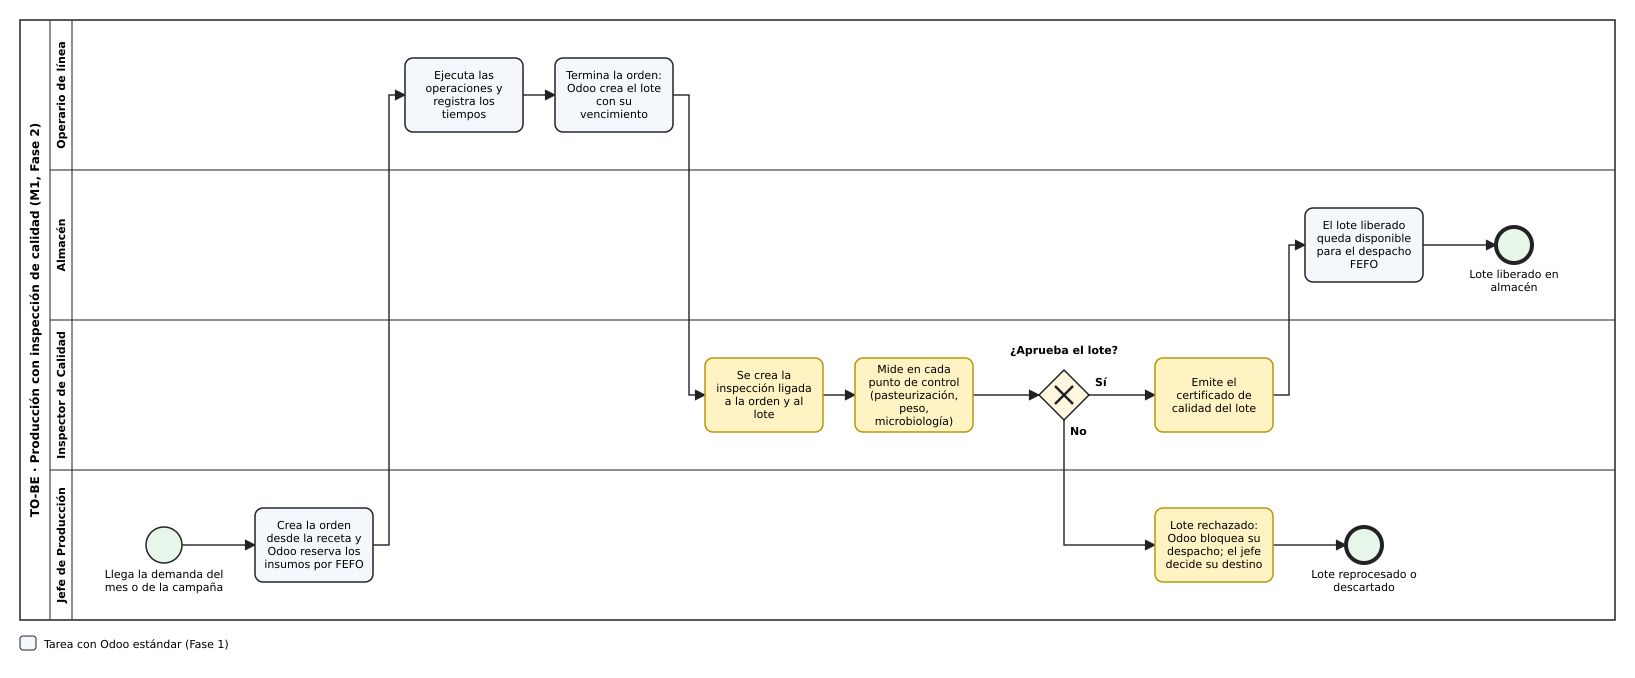 TO-BE · Producción con inspección de calidad (M1, Fase 2)
Operario de línea
Ejecuta las
operaciones y
registra los
tiempos
Termina la orden:
Odoo crea el lote
con su
vencimiento
Almacén
El lote liberado
queda disponible
para el despacho
FEFO
Lote liberado en
almacén
Inspector de Calidad
Se crea la
inspección ligada
a la orden y al
lote
Mide en cada
punto de control
(pasteurización,
peso,
microbiología)
¿Aprueba el lote?
Sí
No
Emite el
certificado de
calidad del lote
Jefe de Producción
Llega la demanda del
mes o de la campaña
Crea la orden
desde la receta y
Odoo reserva los
insumos por FEFO
Lote rechazado:
Odoo bloquea su
despacho; el jefe
decide su destino
Lote reprocesado o
descartado
Tarea con Odoo estándar (Fase 1)